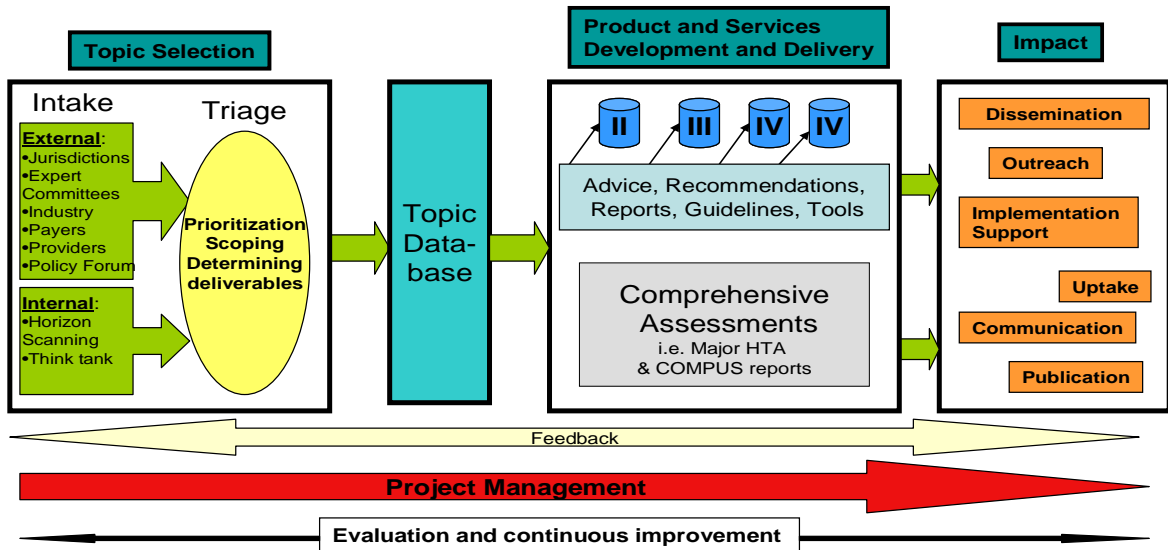 Topic Selection
Product and Services
Development and Delivery
Impact
Intake
Triage
External:
•Jurisdictions
•Expert
Committees
•Industry
•Payers
•Providers
•Policy Forum
Internal:
•Horizon
Scanning
•Think tank
Prioritization
Scoping
Determining
deliverables
Topic
Data-
base
II
III
IV
IV
Advice, Recommendations,
Reports, Guidelines, Tools
Comprehensive
Assessments
i.e. Major HTA
& COMPUS reports
Dissemination
Outreach
Implementation
Support
Uptake
Communication
Publication
Feedback
Project Management
Evaluation and continuous improvement